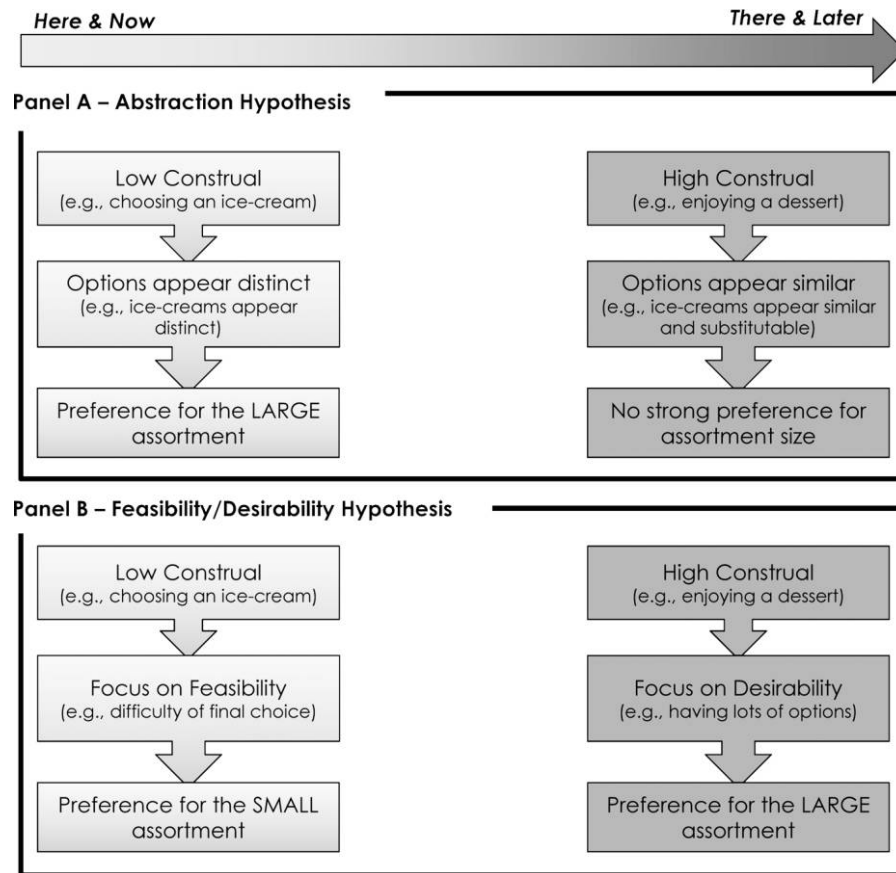 Here & Now
There & Later
Panel A – Abstraction Hypothesis
Low Construal
(e.g., choosing an ice-cream)
Options appear distinct
(e.g., ice-creams appear
distinct)
Preference for the LARGE
assortment
High Construal
(e.g., enjoying a dessert)
Options appear similar
(e.g., ice-creams appear similar
and substitutable)
No strong preference for
assortment size
Panel B – Feasibility/Desirability Hypothesis
Low Construal
(e.g., choosing an ice-cream)
Focus on Feasibility
(e.g., difficulty of final choice)
Preference for the SMALL
assortment
High Construal
(e.g., enjoying a dessert)
Focus on Desirability
(e.g., having lots of options)
Preference for the LARGE
assortment